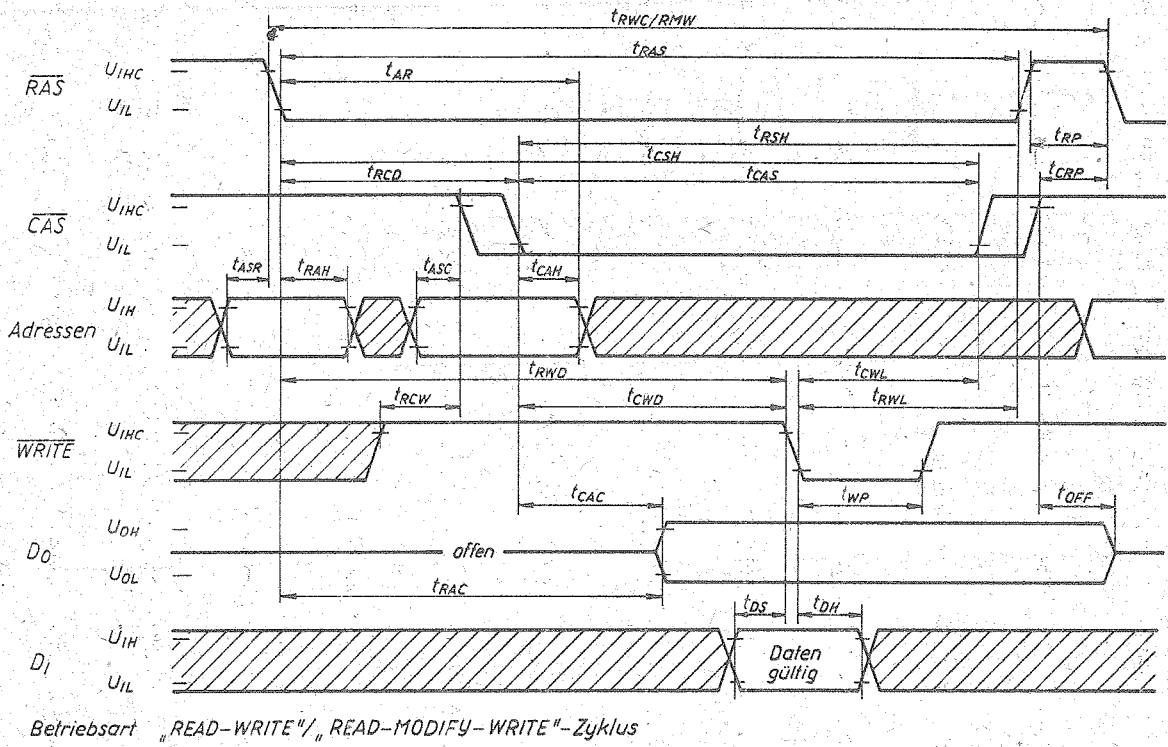 tRWC/RMW
tRAS
tAR
RAS
UIHC
UIL
tRSH
tRP
tCSH
tRCD
tCAS
tCRP
CAS
UIHC
UIL
tASR
tRAH
tASC
tCAH
Adressen
UIH
UIL
tRWD
tCWL
tRCW
tCWD
tRWL
WRITE
UIHC
UIL
tCAC
tWP
tOFF
DO
UOH
offen
UOL
tRAC
tDS
tDH
DI
UIH
Daten
gültig
UIL
Betriebsart „READ-WRITE"/„READ-MODIFY-WRITE"-Zyklus